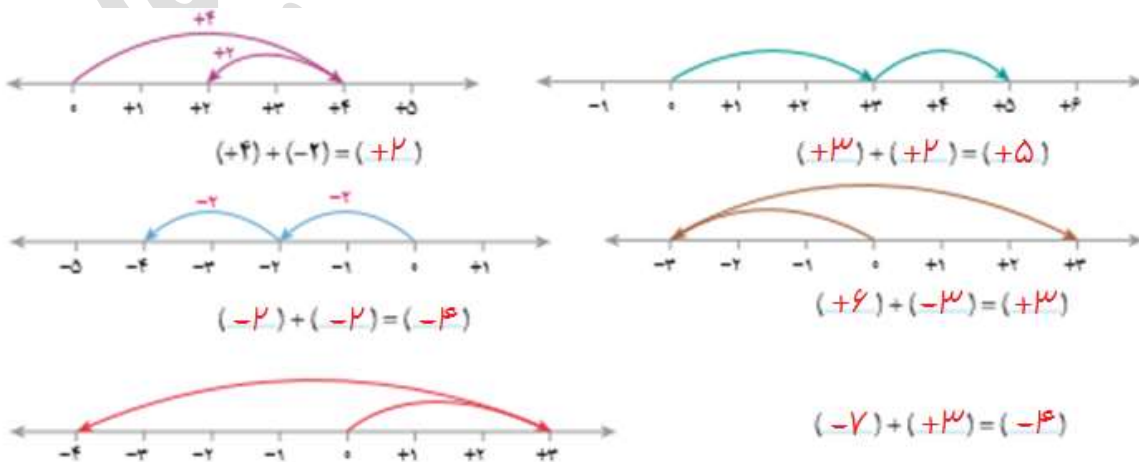 +۴
+۲
۰ +۱ +۲ +۳ +۴ +۵
(+۴) + (-۲) = (+۲)
-۱ ۰ +۱ +۲ +۳ +۴ +۵ +۶
(+۳) + (+۲) = (+۵)
-۲ -۲
-۵ -۴ -۳ -۲ -۱ ۰ +۱
(-۲) + (-۲) = (-۴)
-۳ -۲ -۱ ۰ +۱ +۲ +۳
(+۶) + (-۳) = (+۳)
-۴ -۳ -۲ -۱ ۰ +۱ +۲ +۳
(-۷) + (+۳) = (-۴)